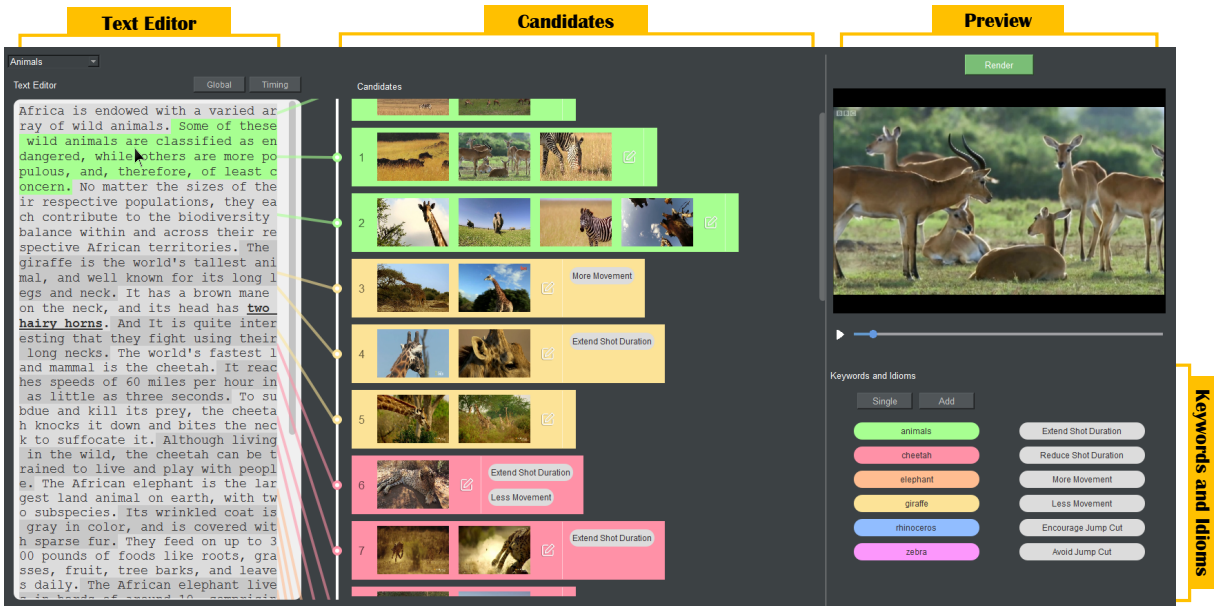 Text Editor
Candidates
Preview
Animals
Text Editor
Global
Timing
Africa is endowed with a varied ar
ray of wild animals. Some of these
wild animals are classified as en
dangered, while others are more po
pulous, and, therefore, of least c
oncern. No matter the sizes of the
ir respective populations, they ea
ch contribute to the biodiversity
balance within and across their re
spective African territories. The
giraffe is the world's tallest ani
mal, and well known for its long l
egs and neck. It has a brown mane
on the neck, and its head has two
hairy horns. And It is quite inter
esting that they fight using their
long necks. The world's fastest l
and mammal is the cheetah. It reac
hes speeds of 60 miles per hour in
as little as three seconds. To su
bdue and kill its prey, the cheeta
h knocks it down and bites the nec
k to suffocate it. Although living
in the wild, the cheetah can be t
rained to live and play with peopl
e. The African elephant is the lar
gest land animal on earth, with tw
o subspecies. Its wrinkled coat is
gray in color, and is covered wit
h sparse fur. They feed on up to 3
00 pounds of foods like roots, gra
sses, fruit, tree barks, and leave
s daily. The African elephant live
Candidates
1
2
3
More Movement
4
Extend Shot Duration
5
6
Extend Shot Duration
Less Movement
7
Extend Shot Duration
Render
BBC
Keywords and Idioms
Single
Add
animals
Extend Shot Duration
cheetah
Reduce Shot Duration
elephant
More Movement
giraffe
Less Movement
rhinoceros
Encourage Jump Cut
zebra
Avoid Jump Cut
Keywords and Idioms